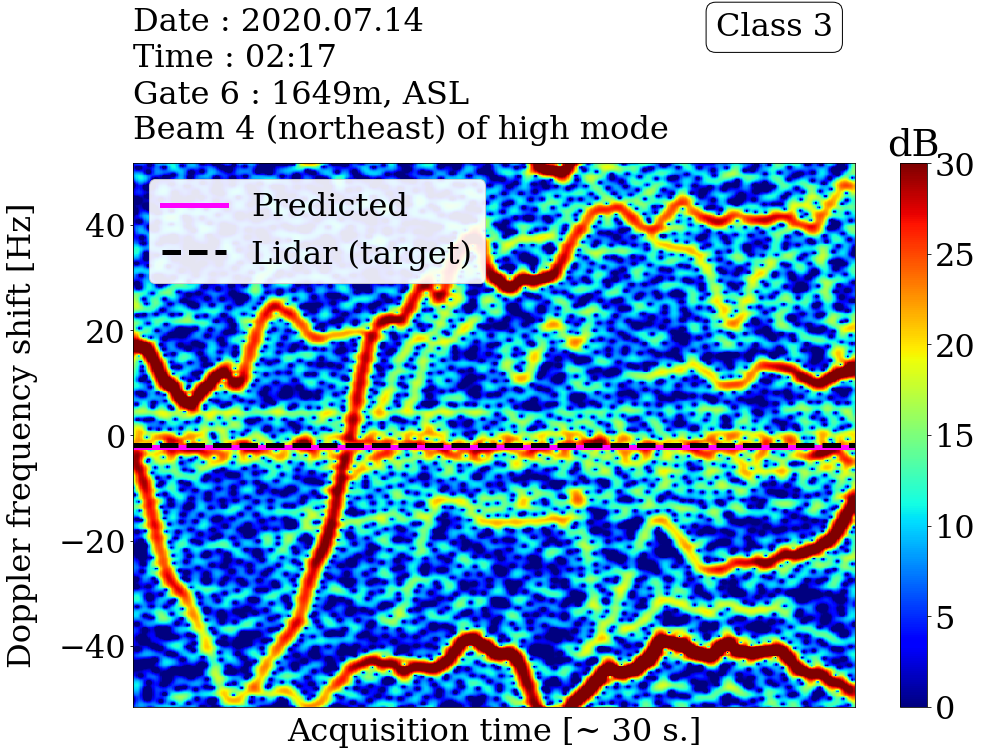 Date : 2020.07.14
Time : 02:17
Gate 6 : 1649m, ASL
Beam 4 (northeast) of high mode
Class 3
dB
Predicted
Lidar (target)
Doppler frequency shift [Hz]
40
20
0
−20
−40
Acquisition time [~ 30 s.]
30
25
20
15
10
5
0